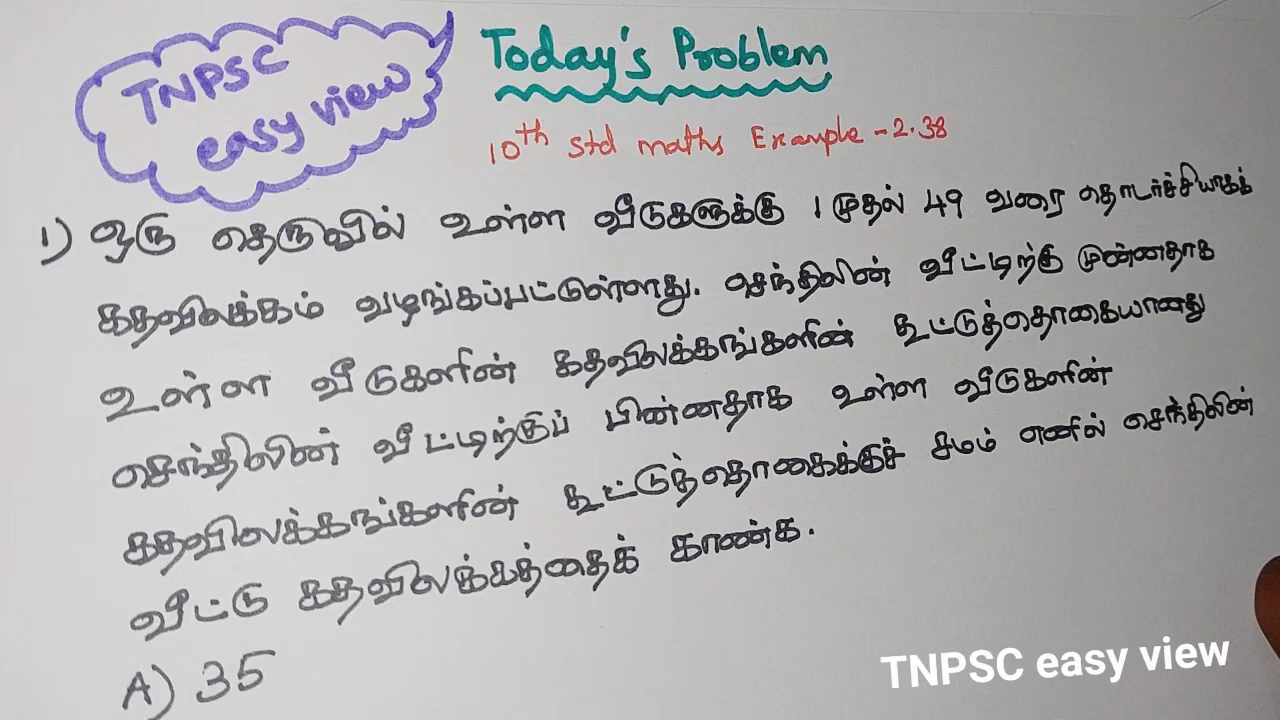 TNPSC
easy view
Today's Problem
10th std maths Example - 2.38
1) ஒரு தெருவில் உள்ள வீடுகளுக்கு 1 முதல் 49 வரை தொடர்ச்சியாகக்
கதவிலக்கம் வழங்கப்பட்டுள்ளது. செந்திலின் வீட்டிற்கு முன்னதாக
உள்ள வீடுகளின் கதவிலக்கங்களின் கூட்டுத்தொகையானது
செந்திலின் வீட்டிற்குப் பின்னதாக உள்ள வீடுகளின்
கதவிலக்கங்களின் கூட்டுத்தொகைக்குச் சமம் எனில் செந்திலின்
வீட்டு கதவிலக்கத்தைக் காண்க.
A) 35
TNPSC easy view